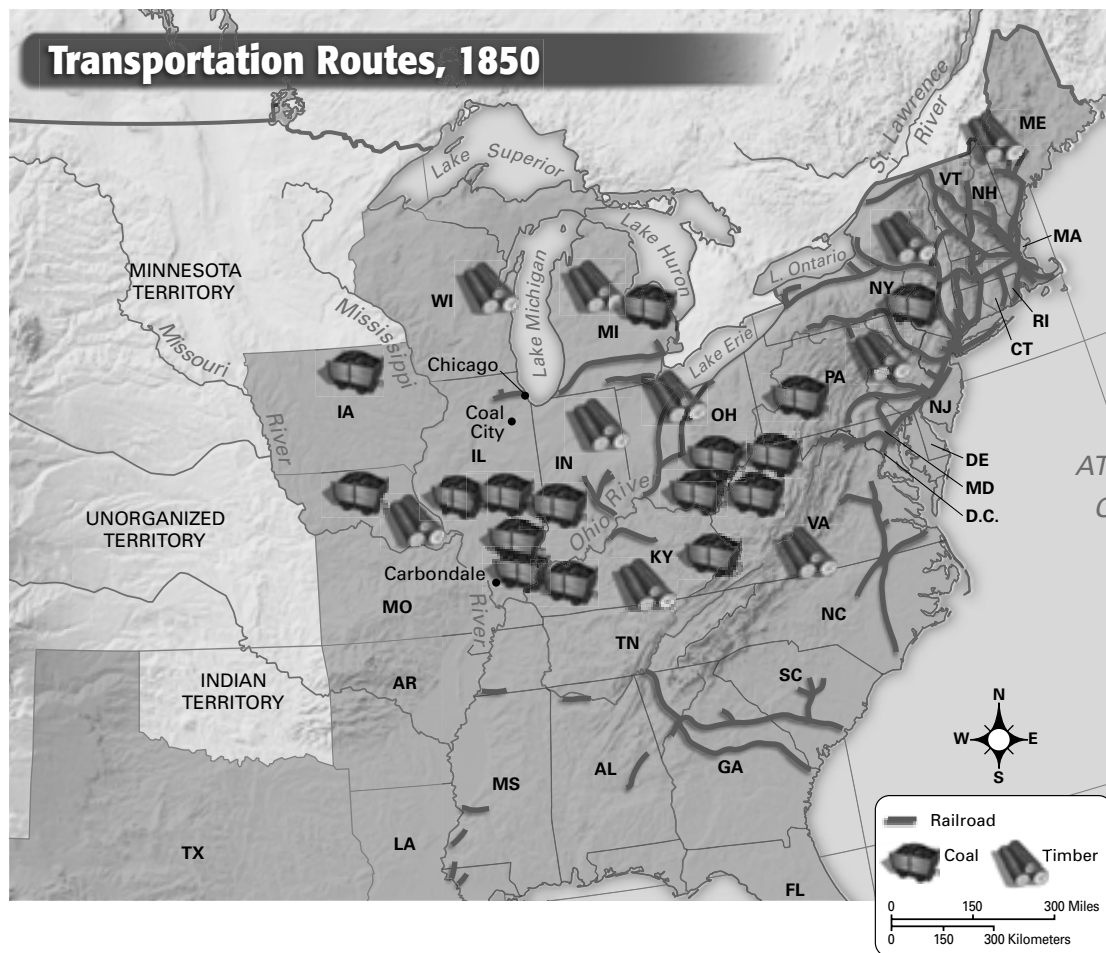 Transportation Routes, 1850
St. Lawrence
River
ME
Lake Superior
VT
NH
MA
Lake Huron
L. Ontario
MINNESOTA
TERRITORY
Lake Michigan
WI
MI
NY
RI
CT
Missouri
River
Mississippi
River
Lake Erie
Chicago
PA
IA
Coal
City
IL
IN
OH
NJ
DE
MD
D.C.
AT
O
Ohio River
UNORGANIZED
TERRITORY
VA
KY
Carbondale
MO
NC
TN
INDIAN
TERRITORY
AR
SC
N
W
E
S
MS
AL
GA
TX
LA
FL
Railroad
Coal
Timber
0 150 300 Miles
0 150 300 Kilometers